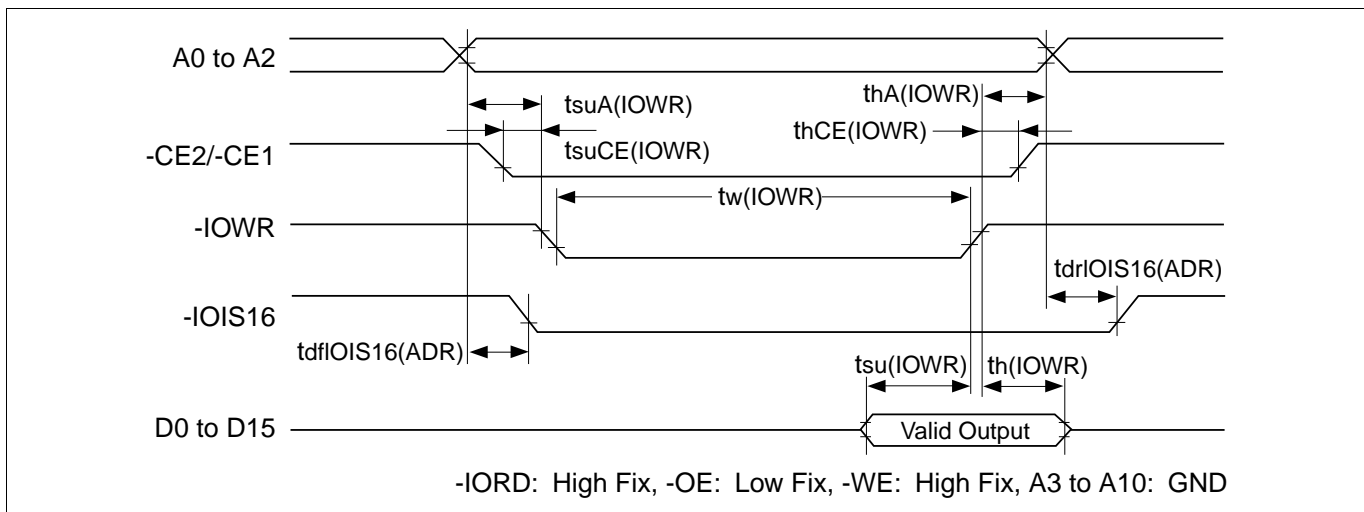 A0 to A2
tsuA(IOWR)
thA(IOWR)
thCE(IOWR)
-CE2/-CE1
tsuCE(IOWR)
tw(IOWR)
-IOWR
tdrIOIS16(ADR)
-IOIS16
tdfIOIS16(ADR)
tsu(IOWR)
th(IOWR)
D0 to D15
Valid Output
-IORD: High Fix, -OE: Low Fix, -WE: High Fix, A3 to A10: GND